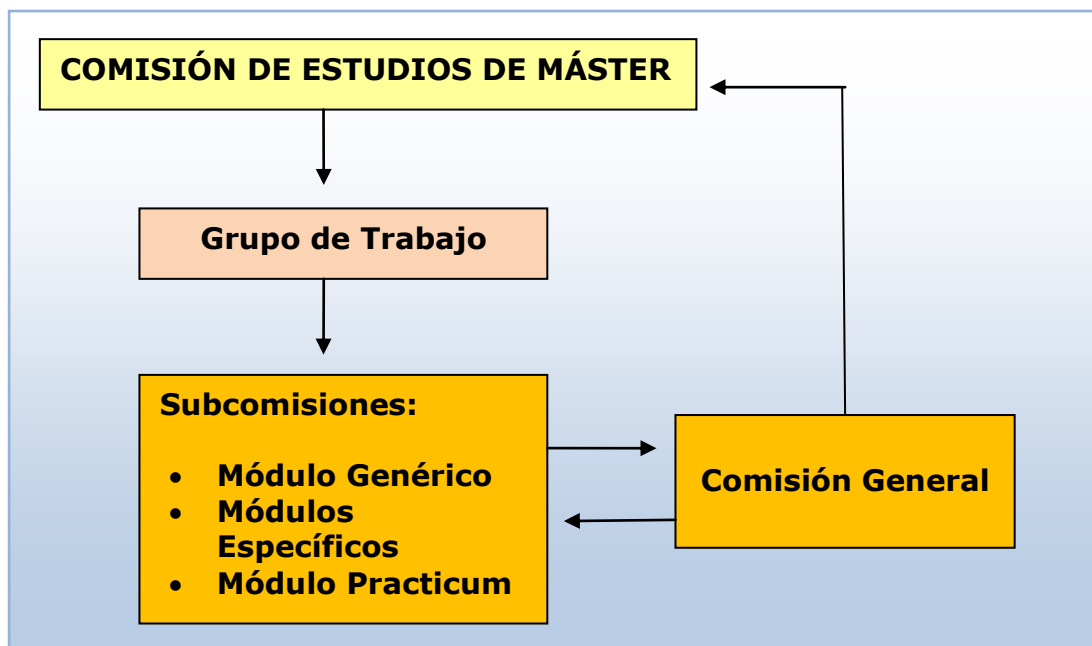 COMISIÓN DE ESTUDIOS DE MÁSTER
Grupo de Trabajo
Subcomisiones:
• Módulo Genérico
• Módulos
Específicos
• Módulo Practicum
Comisión General